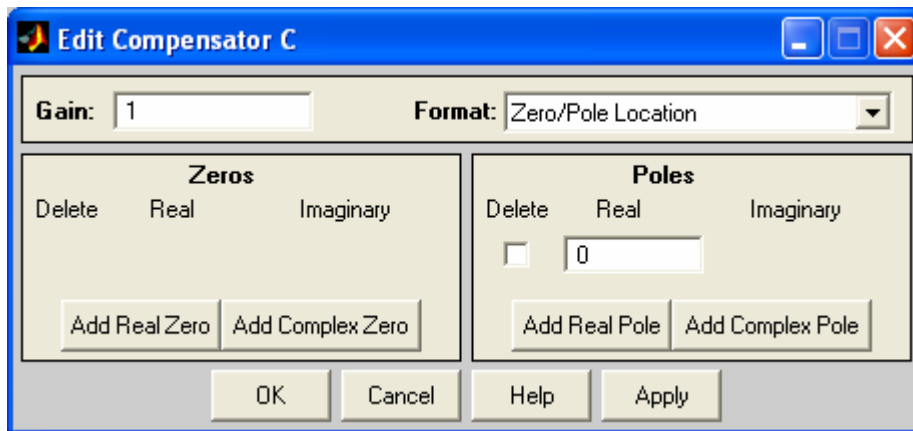 Edit Compensator C
Gain: 1 Format: Zero/Pole Location
Zeros
Delete Real Imaginary
Add Real Zero Add Complex Zero
Poles
Delete Real Imaginary
0
Add Real Pole Add Complex Pole
OK Cancel Help Apply